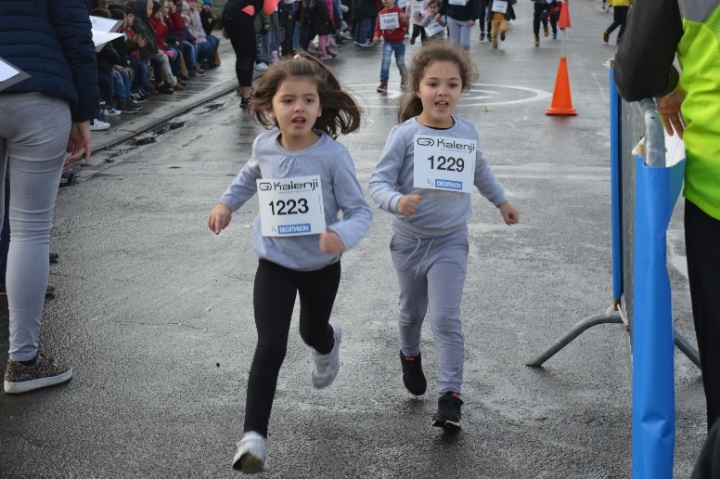 Kalenji
1223
DECATHLON
Kalenji
1229
DECATHLON